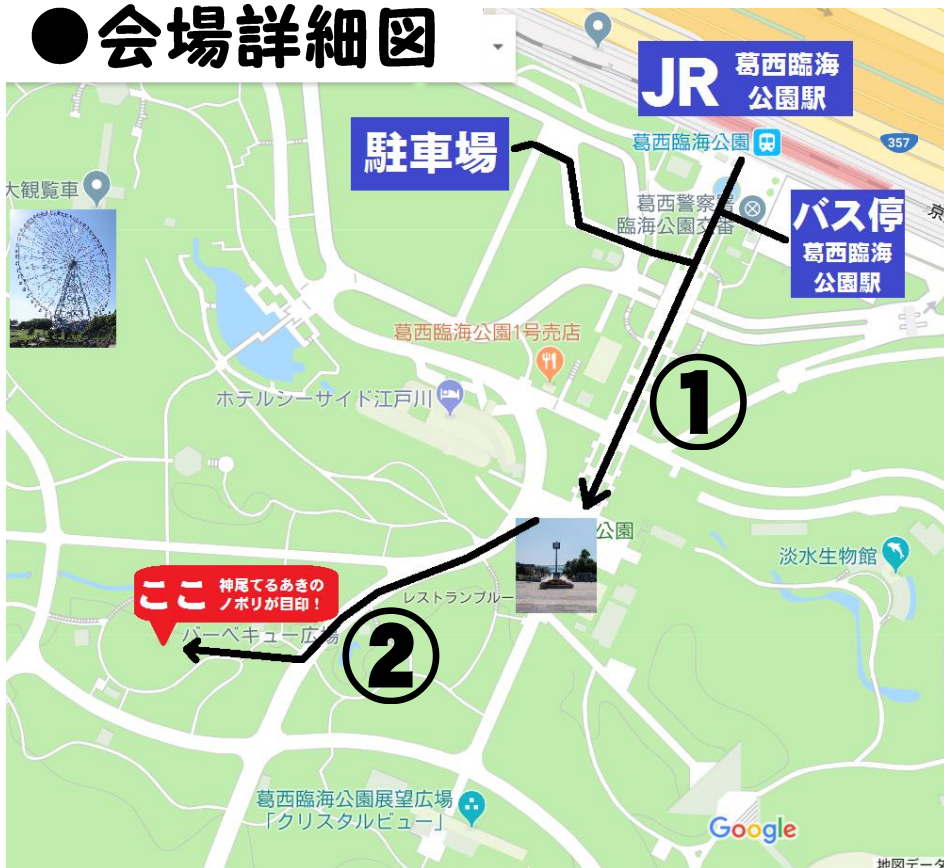 ●会場詳細図
JR 葛西臨海
公園駅
駐車場
葛西臨海公園
357
大観覧車
葛西警察署
臨海公園交番
バス停
葛西臨海
公園駅
京
葛西臨海公園1号売店
①
ホテルシーサイド江戸川
公園
淡水生物館
ここ 神尾てるあきの
ノボリが目印！
レストランブルー
バーベキュー広場
②
葛西臨海公園展望広場
「クリスタルビュー」
Google
地図データ